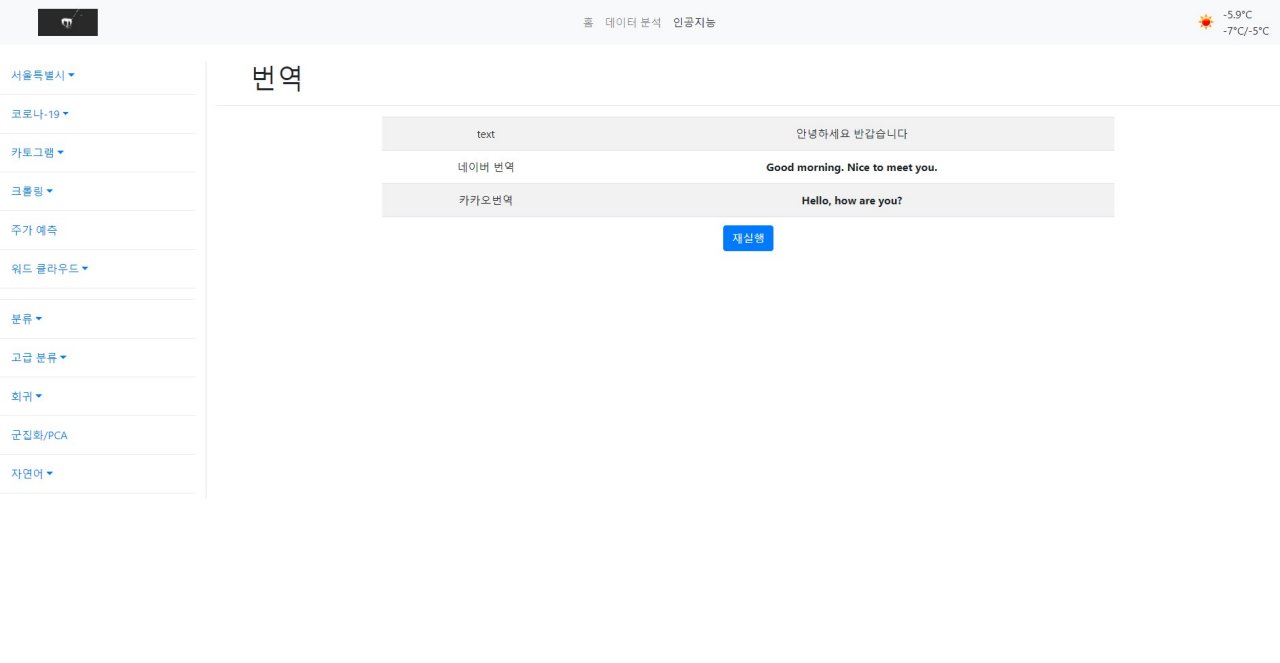 홈 데이터 분석 인공지능
-5.9°C
-7°C/-5°C
서울특별시
코로나-19
카토그램
크롤링
주가 예측
워드 클라우드
분류
고급 분류
회귀
군집화/PCA
자연어
번역
text 안녕하세요 반갑습니다
네이버 번역 Good morning. Nice to meet you.
카카오번역 Hello, how are you?
재실행